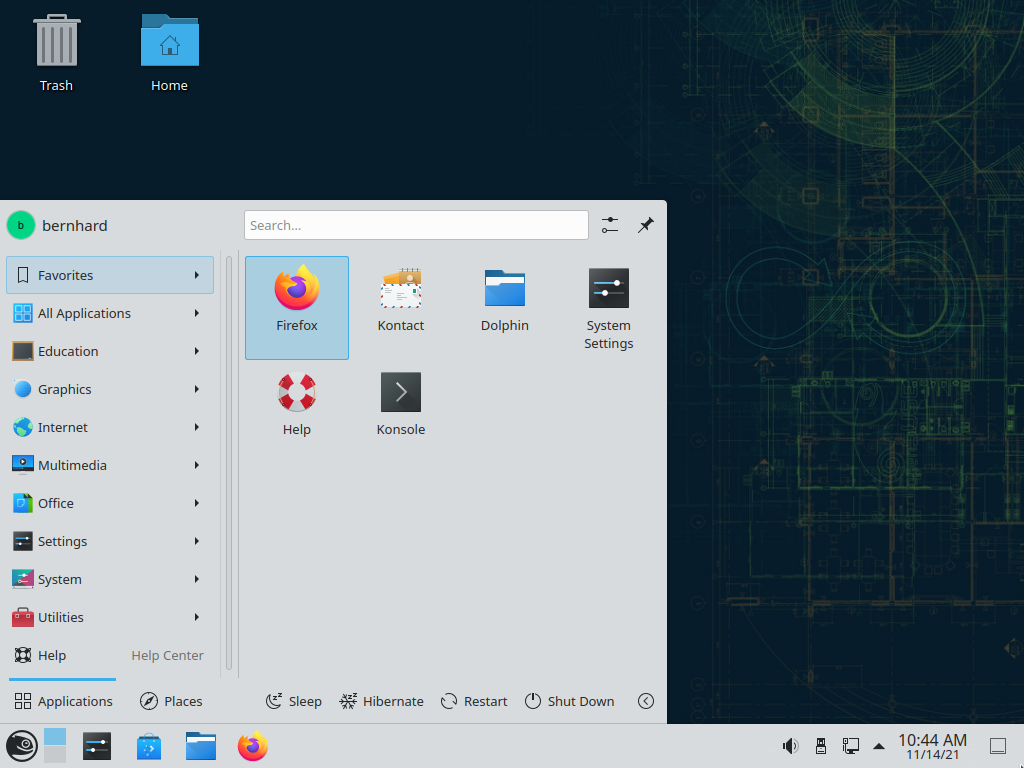 Trash
Home
b
bernhard
Search...
Favorites
All Applications
Education
Graphics
Internet
Multimedia
Office
Settings
System
Utilities
Help
Help Center
Firefox
Kontact
Dolphin
System
Settings
Help
Konsole
Applications
Places
Sleep
Hibernate
Restart
Shut Down
10:44 AM
11/14/21